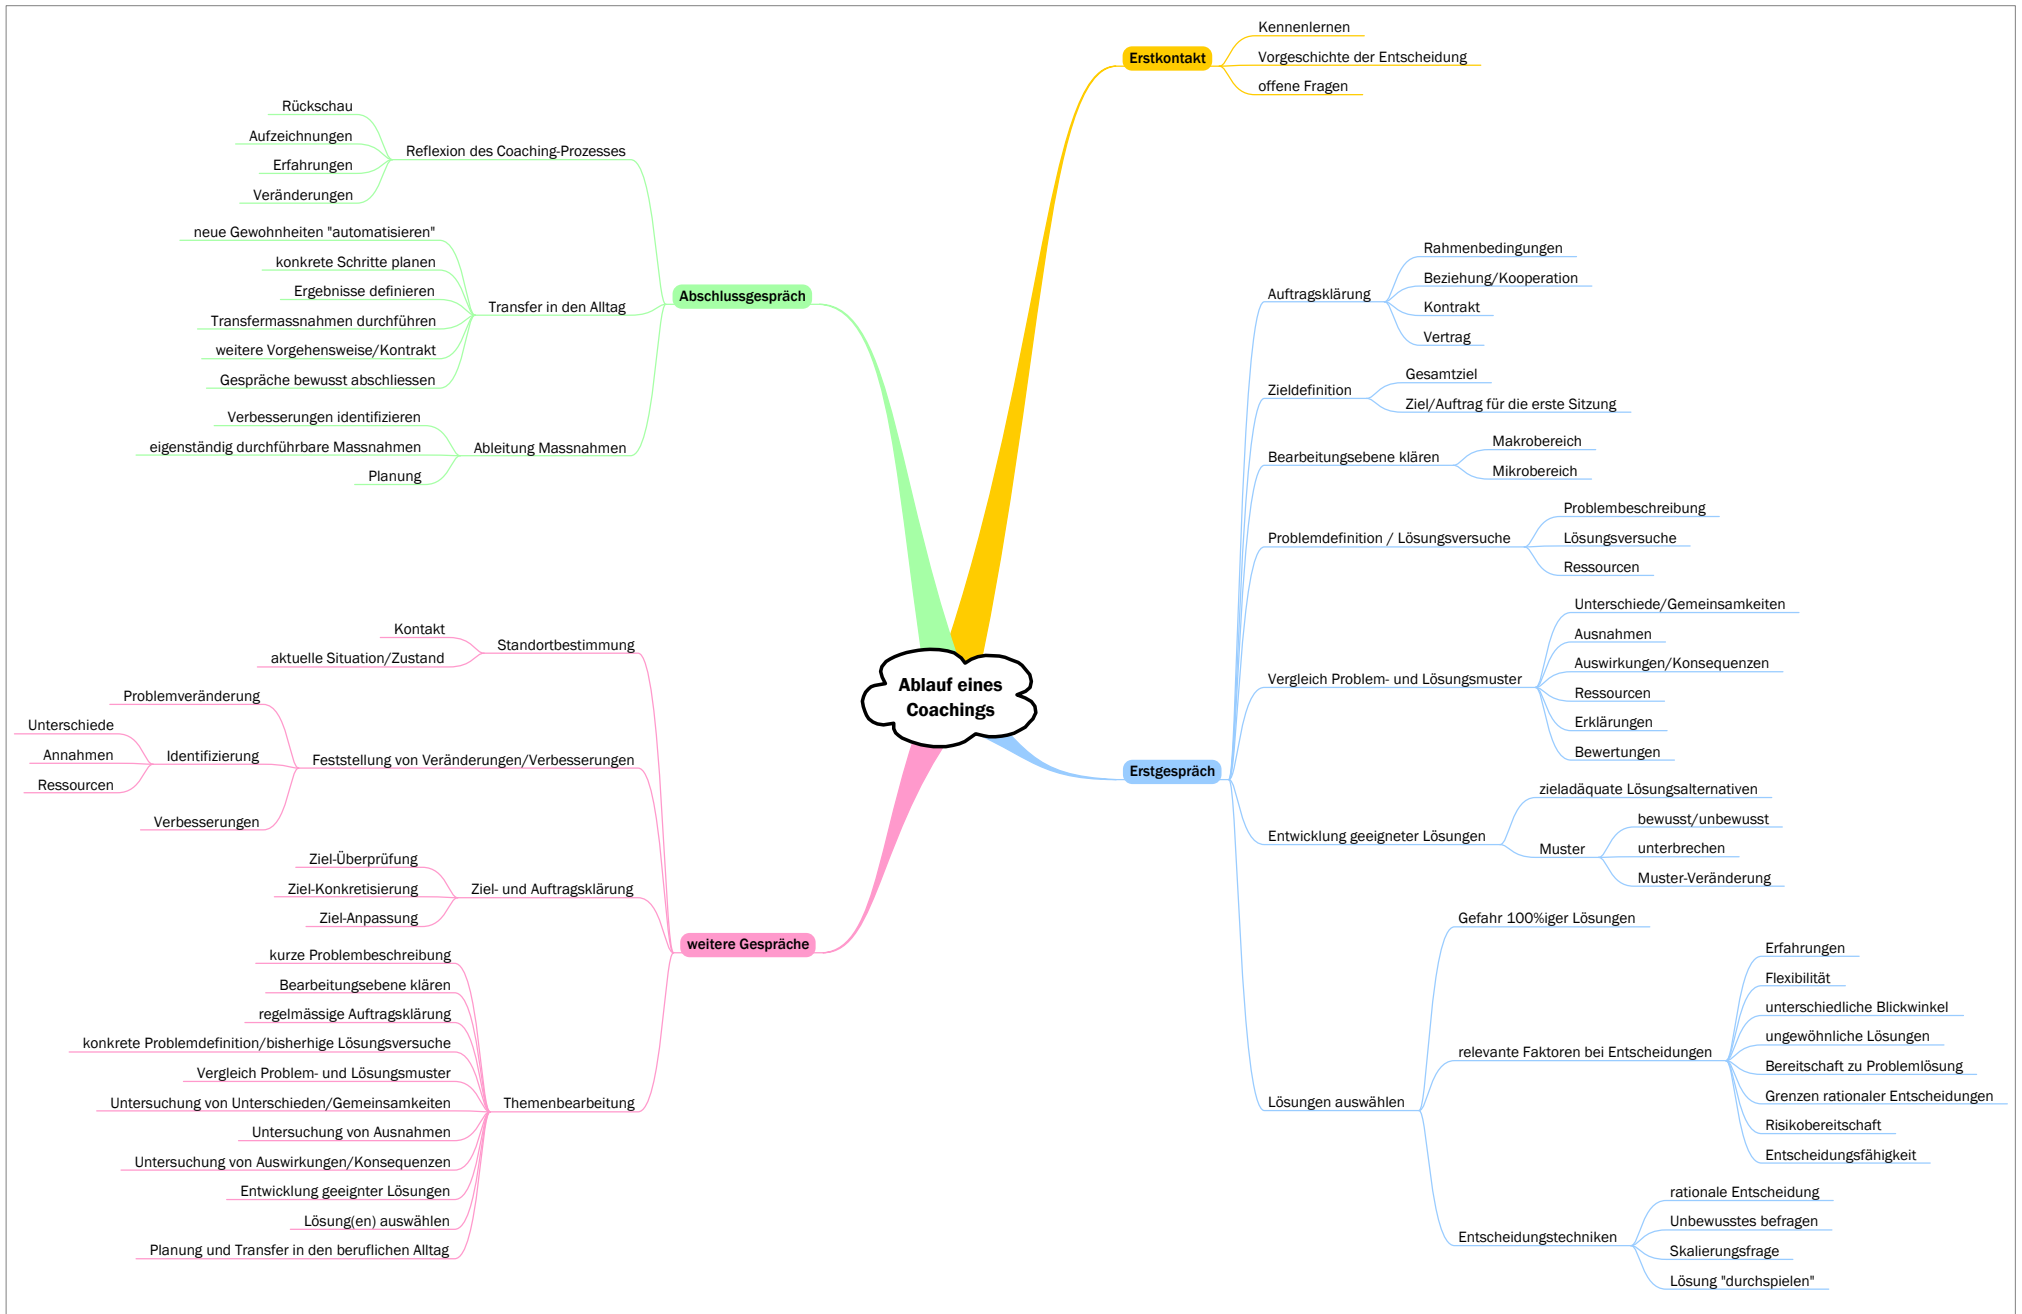 Ablauf eines
Coachings
Erstkontakt
Kennenlernen
Vorgeschichte der Entscheidung
offene Fragen
Erstgespräch
Auftragsklärung
Rahmenbedingungen
Beziehung/Kooperation
Kontrakt
Vertrag
Zieldefinition
Gesamtziel
Ziel/Auftrag für die erste Sitzung
Bearbeitungsebene klären
Makrobereich
Mikrobereich
Problemdefinition / Lösungsversuche
Problembeschreibung
Lösungsversuche
Ressourcen
Vergleich Problem- und Lösungsmuster
Unterschiede/Gemeinsamkeiten
Ausnahmen
Auswirkungen/Konsequenzen
Ressourcen
Erklärungen
Bewertungen
Entwicklung geeigneter Lösungen
zieladäquate Lösungsalternativen
Muster
bewusst/unbewusst
unterbrechen
Muster-Veränderung
Lösungen auswählen
Gefahr 100%iger Lösungen
relevante Faktoren bei Entscheidungen
Erfahrungen
Flexibilität
unterschiedliche Blickwinkel
ungewöhnliche Lösungen
Bereitschaft zu Problemlösung
Grenzen rationaler Entscheidungen
Risikobereitschaft
Entscheidungsfähigkeit
Entscheidungstechniken
rationale Entscheidung
Unbewusstes befragen
Skalierungsfrage
Lösung "durchspielen"
weitere Gespräche
Standortbestimmung
Kontakt
aktuelle Situation/Zustand
Feststellung von Veränderungen/Verbesserungen
Problemveränderung
Identifizierung
Unterschiede
Annahmen
Ressourcen
Verbesserungen
Ziel- und Auftragsklärung
Ziel-Überprüfung
Ziel-Konkretisierung
Ziel-Anpassung
Themenbearbeitung
kurze Problembeschreibung
Bearbeitungsebene klären
regelmässige Auftragsklärung
konkrete Problemdefinition/bisherhige Lösungsversuche
Vergleich Problem- und Lösungsmuster
Untersuchung von Unterschieden/Gemeinsamkeiten
Untersuchung von Ausnahmen
Untersuchung von Auswirkungen/Konsequenzen
Entwicklung geeignter Lösungen
Lösung(en) auswählen
Planung und Transfer in den beruflichen Alltag
Abschlussgespräch
Reflexion des Coaching-Prozesses
Rückschau
Aufzeichnungen
Erfahrungen
Veränderungen
Transfer in den Alltag
neue Gewohnheiten "automatisieren"
konkrete Schritte planen
Ergebnisse definieren
Transfermassnahmen durchführen
weitere Vorgehensweise/Kontrakt
Gespräche bewusst abschliessen
Ableitung Massnahmen
Verbesserungen identifizieren
eigenständig durchführbare Massnahmen
Planung